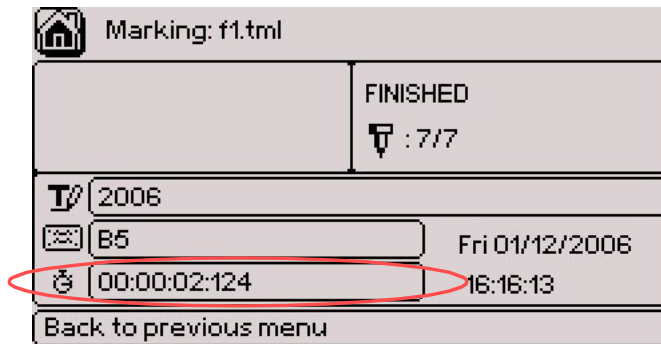 Marking: f1.tml
FINISHED
: 7/7
2006
B5
Fri 01/12/2006
00:00:02:124
16:16:13
Back to previous menu